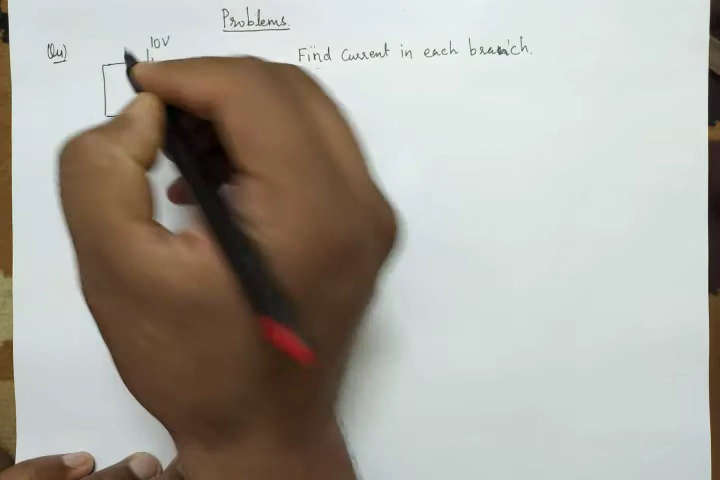 Problems.
Qu) 10V Find current in each branch.